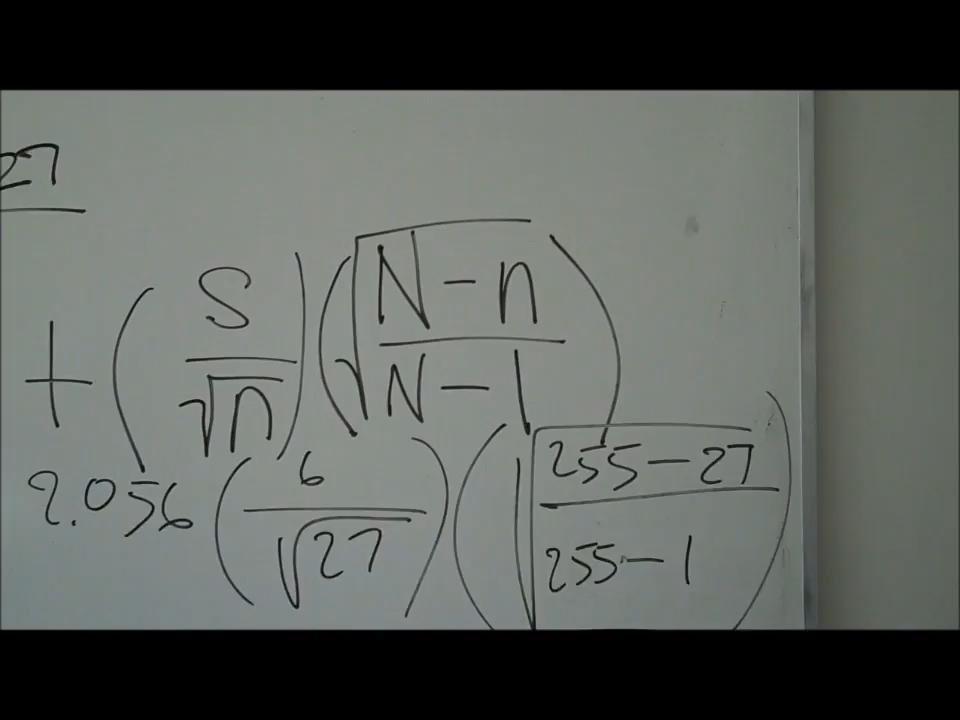 27
t (S/√n) (√(N-n)/(N-1))
2.056 (6/√27) (√(255-27)/(255-1))